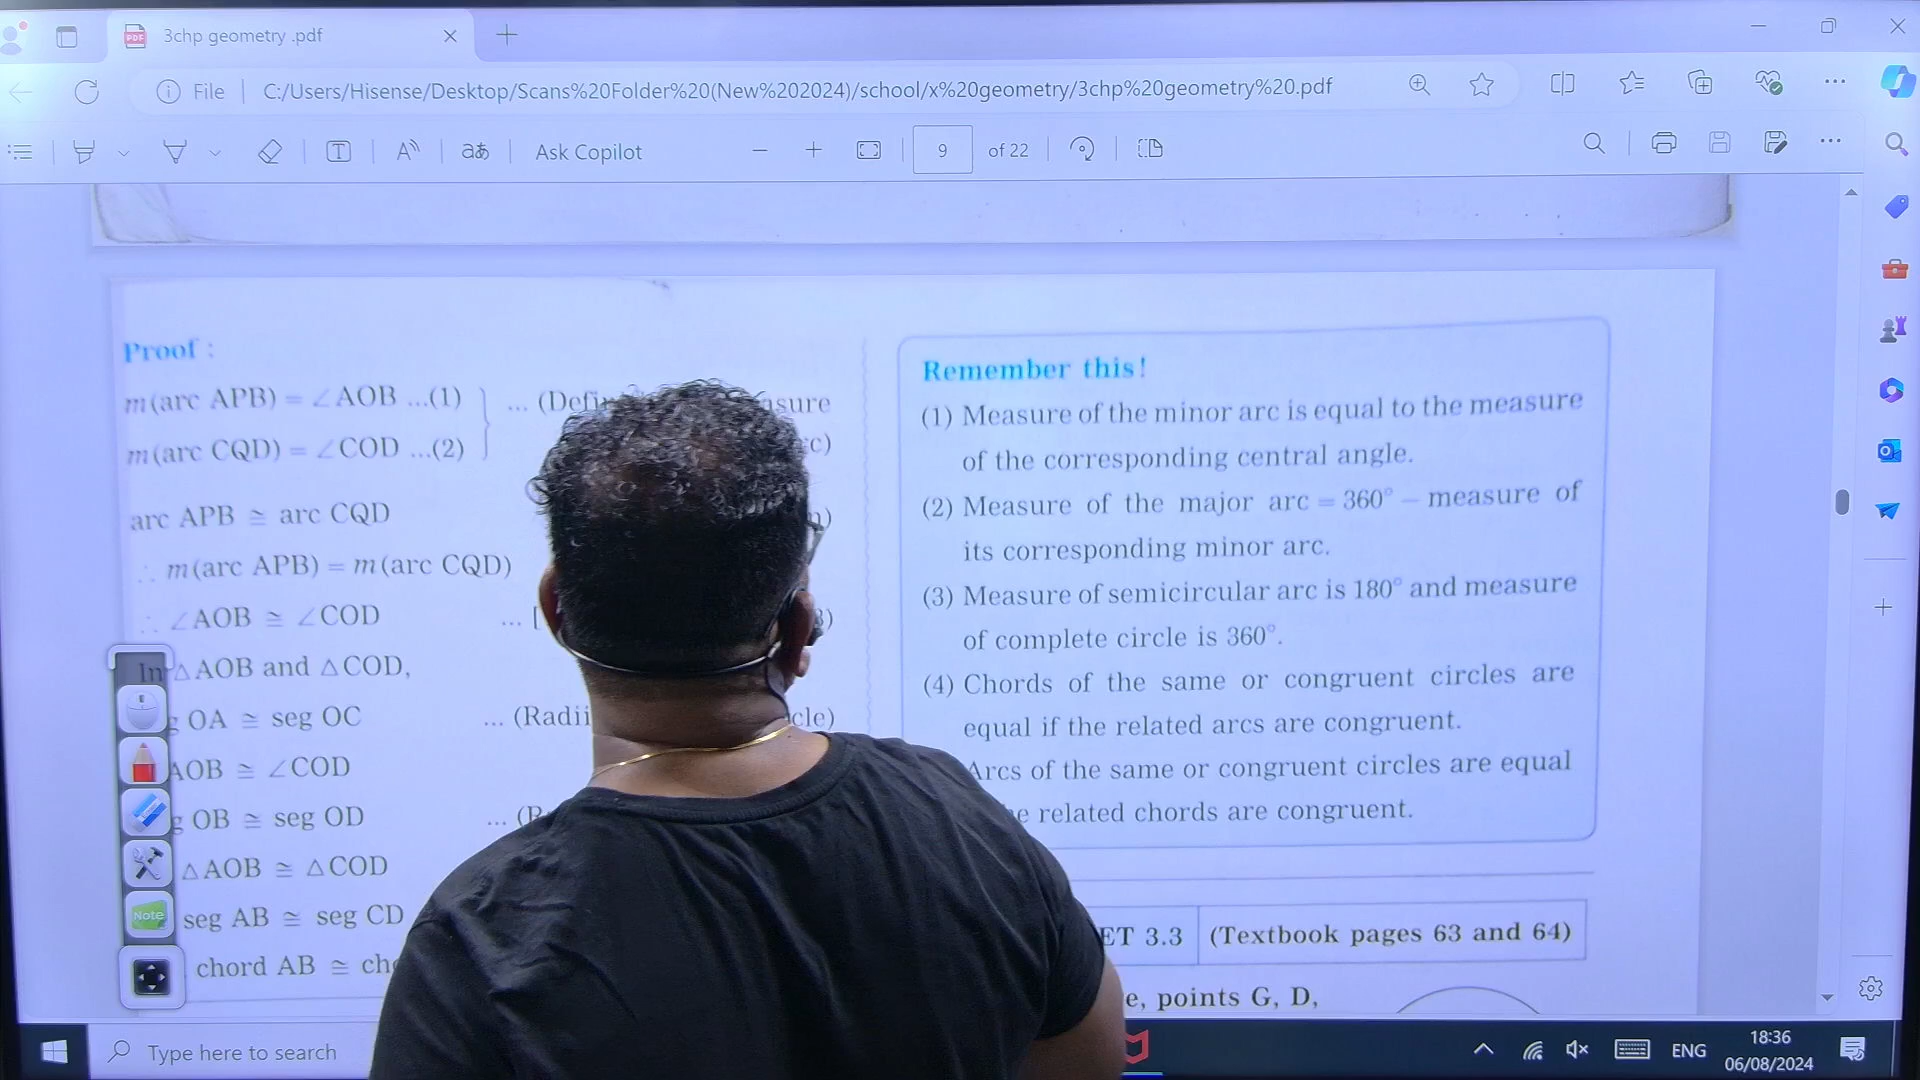 3chp geometry .pdf
File C:/Users/Hisense/Desktop/Scans%20Folder%20(New%202024)/school/x%20geometry/3chp%20geometry%20.pdf
Ask Copilot 9 of 22
Proof :
m(arc APB) = ∠AOB ...(1)
... (Defi
sure
m(arc CQD) = ∠COD ...(2)
c)
arc APB ≅ arc CQD
∴ m(arc APB) = m(arc CQD)
∴ ∠AOB ≅ ∠COD ... [
In △AOB and △COD,
OA ≅ seg OC ... (Radii
cle)
AOB ≅ ∠COD
OB ≅ seg OD ... (R
△AOB ≅ △COD
seg AB ≅ seg CD
chord AB ≅ ch
Remember this!
(1) Measure of the minor arc is equal to the measure
of the corresponding central angle.
(2) Measure of the major arc = 360° − measure of
its corresponding minor arc.
(3) Measure of semicircular arc is 180° and measure
of complete circle is 360°.
(4) Chords of the same or congruent circles are
equal if the related arcs are congruent.
Arcs of the same or congruent circles are equal
e related chords are congruent.
ET 3.3 (Textbook pages 63 and 64)
e, points G, D,
Note
Type here to search
ENG
18:36
06/08/2024